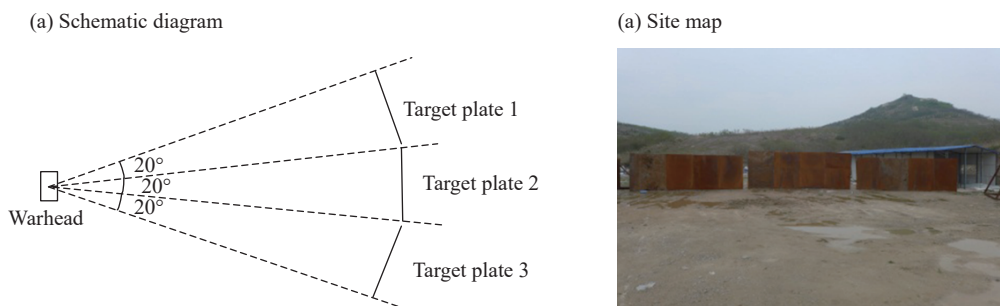 (a) Schematic diagram
(a) Site map
Target plate 1
20°
20°
20°
Target plate 2
Warhead
Target plate 3